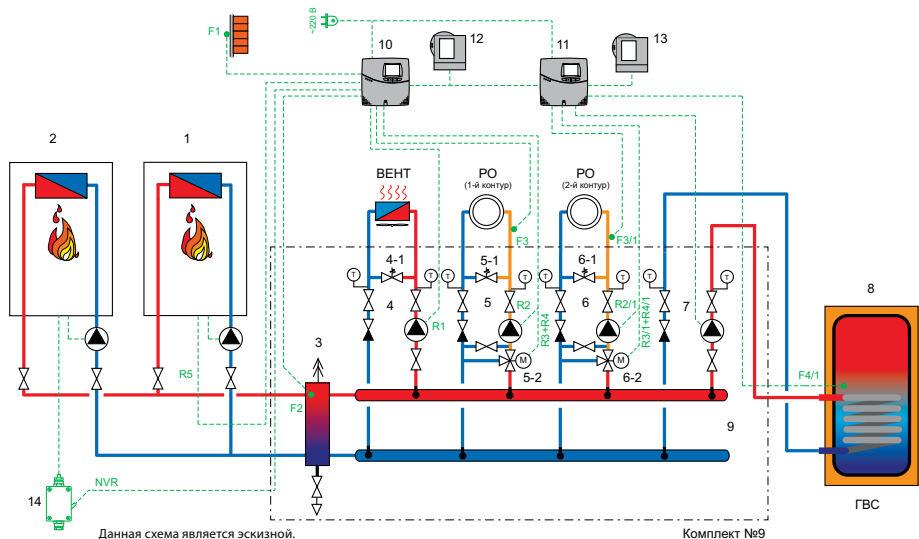 F1
~220 В
10
12
11
13
2
1
ВЕНТ
РО
(1-й контур)
РО
(2-й контур)
F3
F3/1
4-1
5-1
6-1
T
T
T
T
T
T
T
T
4
5
6
7
8
R1
R2
R3+R4
R2/1
R3/1+R4/1
M
M
3
5-2
6-2
R5
F2
F4/1
9
NVR
14
ГВС
Данная схема является эскизной.
Комплект №9